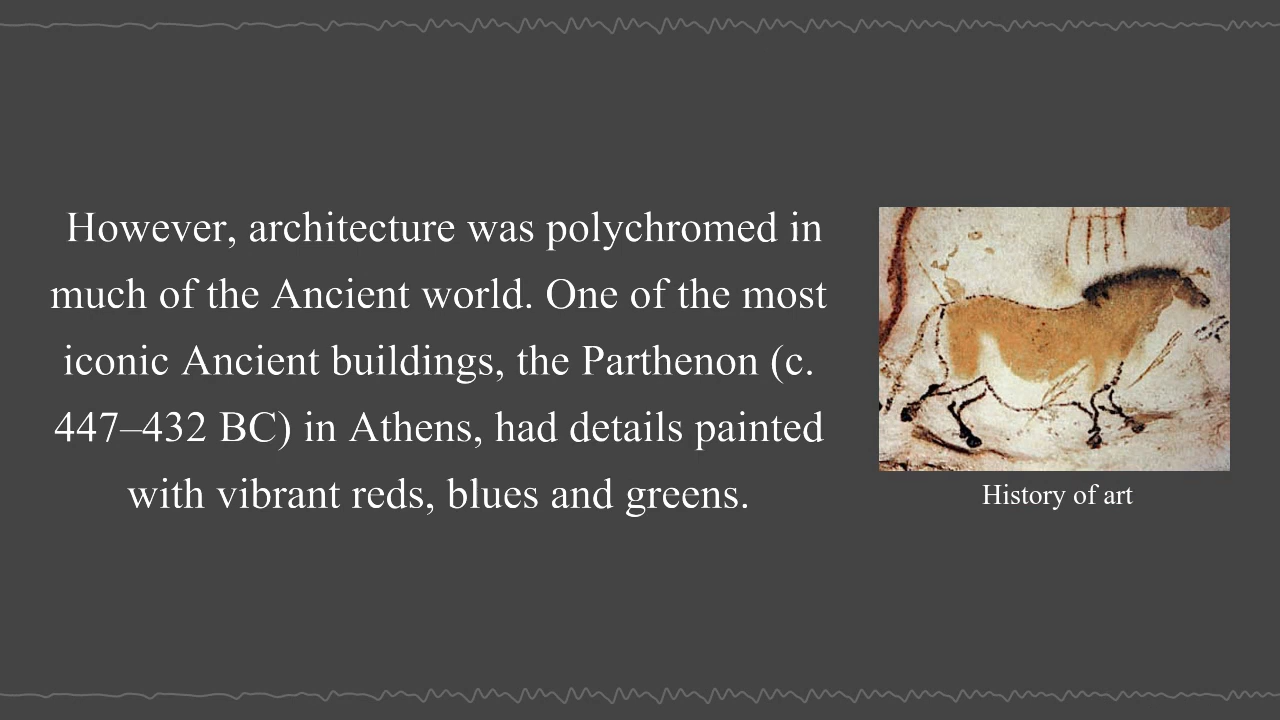 However, architecture was polychromed in
much of the Ancient world. One of the most
iconic Ancient buildings, the Parthenon (c.
447–432 BC) in Athens, had details painted
with vibrant reds, blues and greens.
History of art